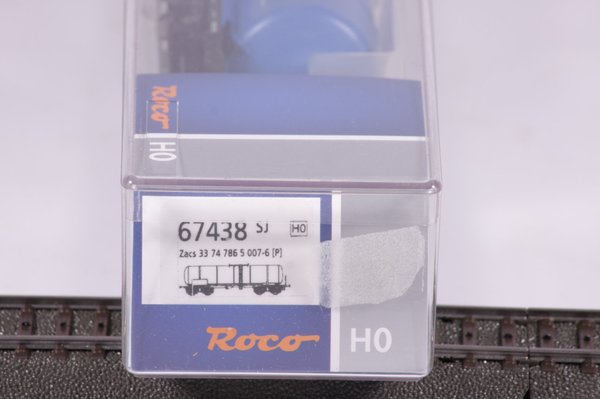 Roco
H0
67438 SJ H0
Zacs 33 74 786 5 007-6 [P]
Roco H0